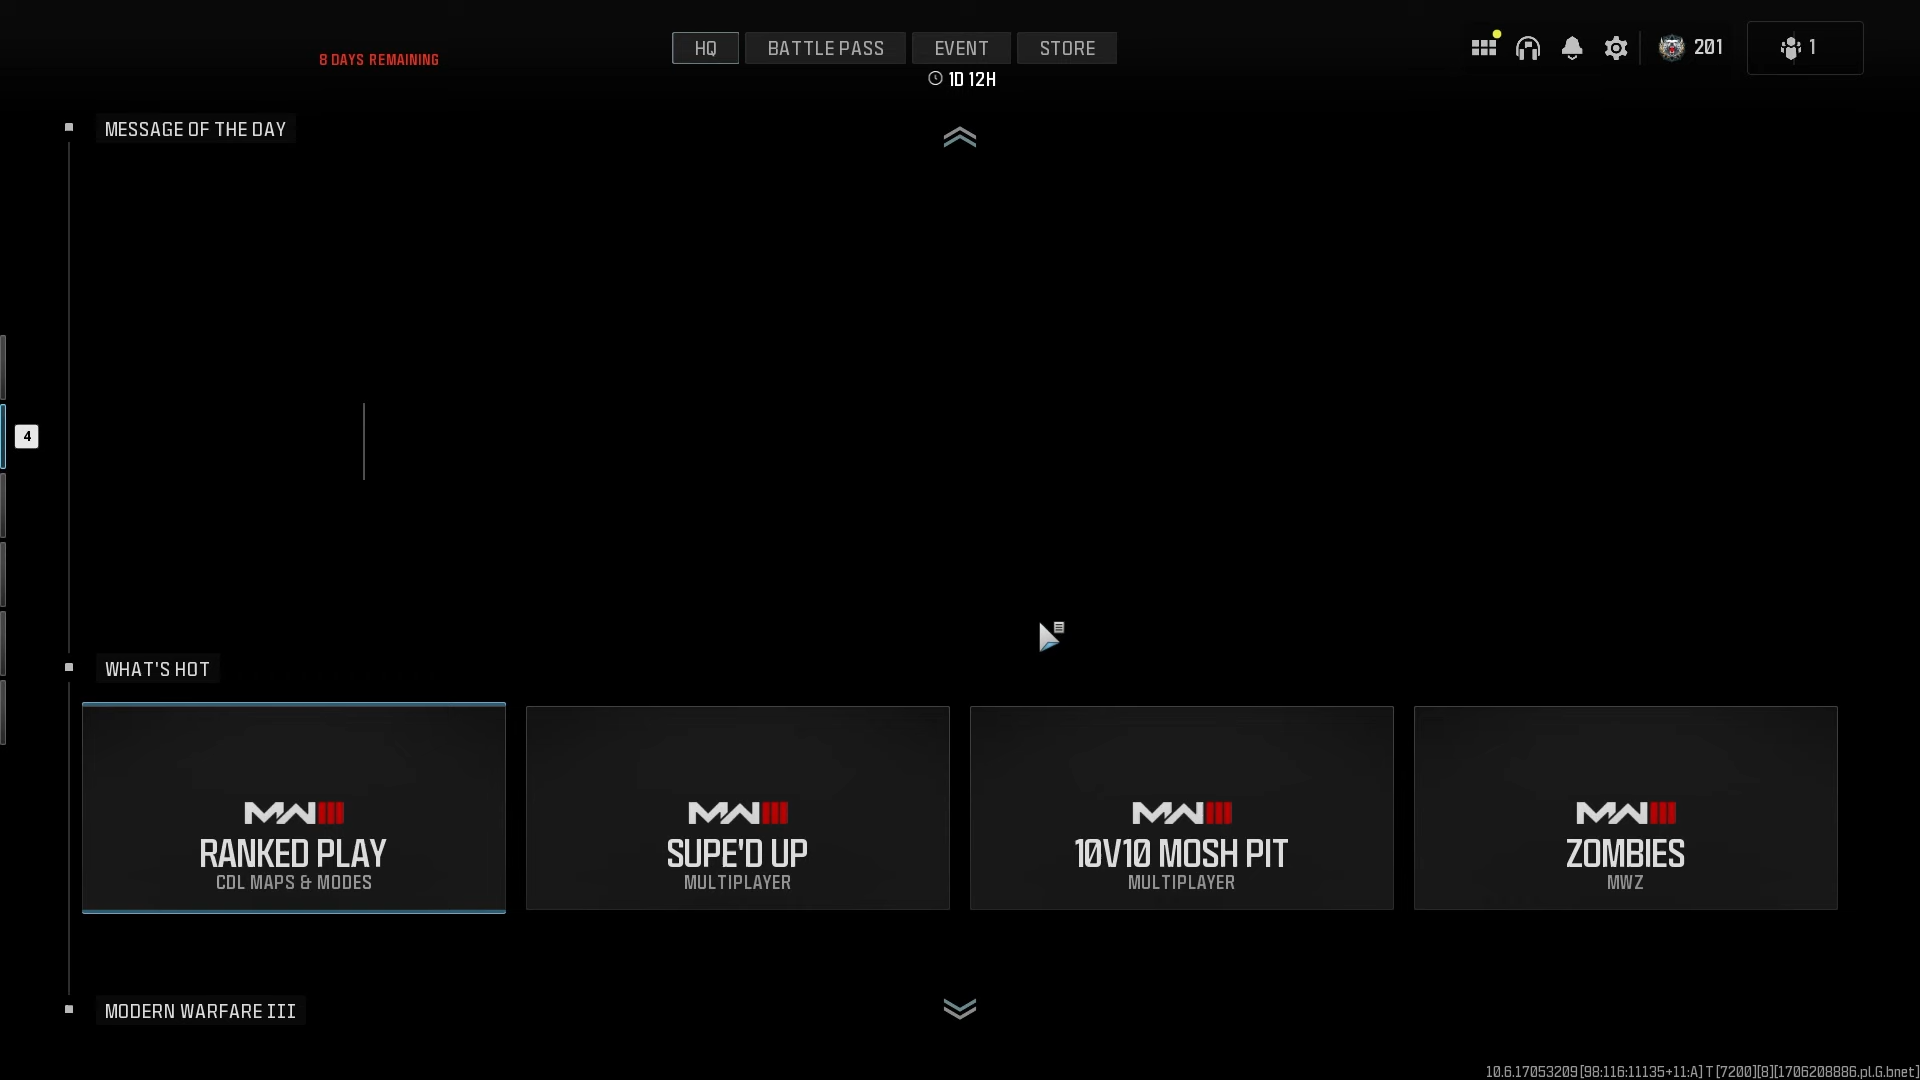 8 DAYS REMAINING
HQ
BATTLE PASS
EVENT
STORE
201
1
1D 12H
MESSAGE OF THE DAY
4
WHAT'S HOT
MWIII
RANKED PLAY
CDL MAPS & MODES
MWIII
SUPE'D UP
MULTIPLAYER
MWIII
10V10 MOSH PIT
MULTIPLAYER
MWIII
ZOMBIES
MWZ
MODERN WARFARE III
10.6.17053209[98:116:11135+11:A] T [7200][8][1706208886.pl.G.bnet]